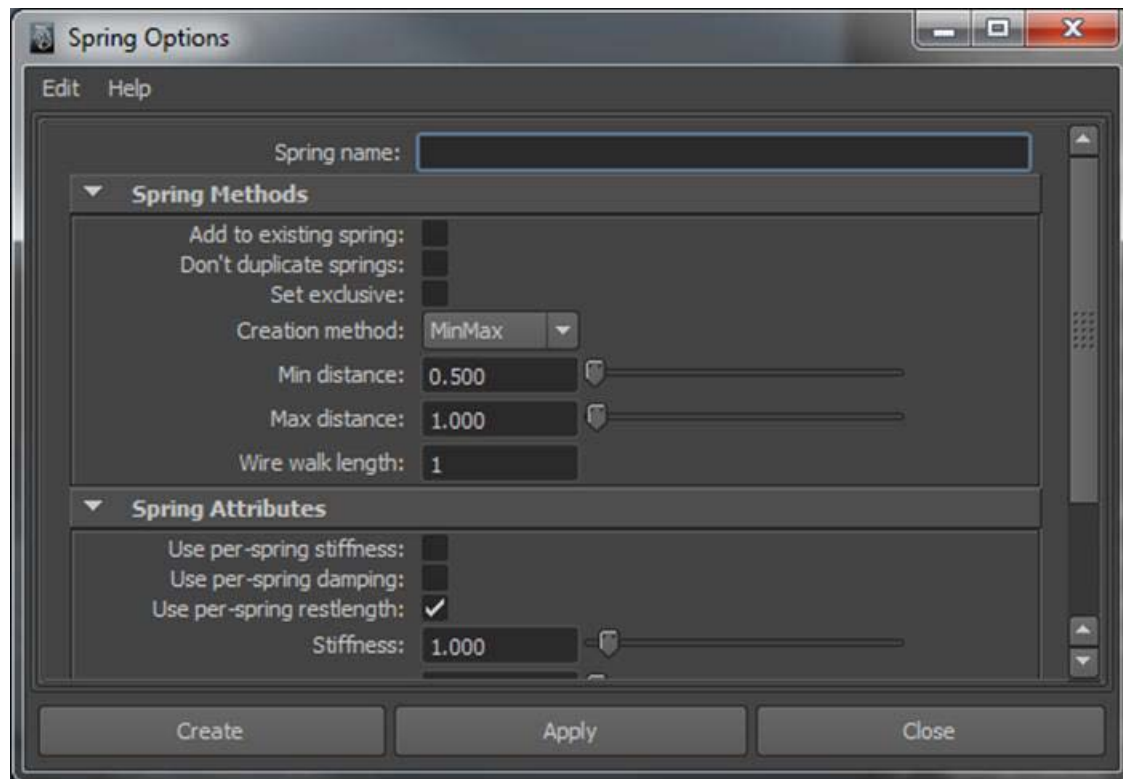 Spring Options
Edit Help
Spring name:
Spring Methods
Add to existing spring:
Don't duplicate springs:
Set exclusive:
Creation method: MinMax
Min distance: 0.500
Max distance: 1.000
Wire walk length: 1
Spring Attributes
Use per-spring stiffness:
Use per-spring damping:
Use per-spring restlength:
Stiffness: 1.000
Create Apply Close